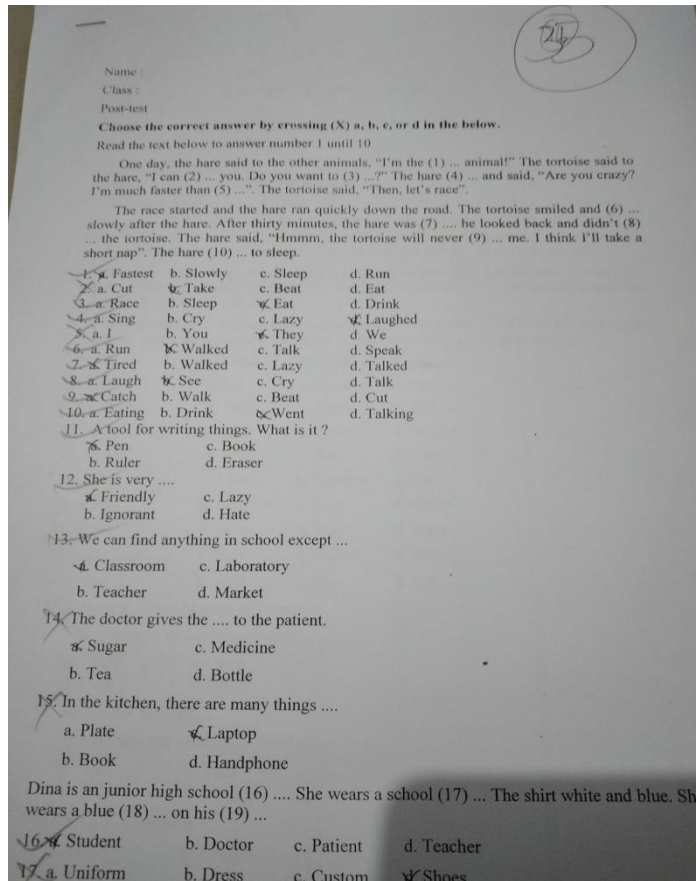 Name :
Class :
Post-test
Choose the correct answer by crossing (X) a, b, c, or d in the below.
Read the text below to answer number 1 until 10
One day, the hare said to the other animals, "I'm the (1) ... animal!" The tortoise said to
the hare, "I can (2) ... you. Do you want to (3) ...?" The hare (4) ... and said, "Are you crazy?
I'm much faster than (5) ...". The tortoise said, "Then, let's race".
The race started and the hare ran quickly down the road. The tortoise smiled and (6) ...
slowly after the hare. After thirty minutes, the hare was (7) .... he looked back and didn't (8)
... the tortoise. The hare said, "Hmmm, the tortoise will never (9) ... me. I think I'll take a
short nap". The hare (10) ... to sleep.
1. a. Fastest b. Slowly c. Sleep d. Run
2. a. Cut b. Take c. Beat d. Eat
3. a. Race b. Sleep c. Eat d. Drink
4. a. Sing b. Cry c. Lazy d. Laughed
5. a. I b. You c. They d. We
6. a. Run b. Walked c. Talk d. Speak
7. a. Tired b. Walked c. Lazy d. Talked
8. a. Laugh b. See c. Cry d. Talk
9. a. Catch b. Walk c. Beat d. Cut
10. a. Eating b. Drink c. Went d. Talking
11. A tool for writing things. What is it ?
a. Pen c. Book
b. Ruler d. Eraser
12. She is very ....
a. Friendly c. Lazy
b. Ignorant d. Hate
13. We can find anything in school except ...
a. Classroom c. Laboratory
b. Teacher d. Market
14. The doctor gives the .... to the patient.
a. Sugar c. Medicine
b. Tea d. Bottle
15. In the kitchen, there are many things ....
a. Plate c. Laptop
b. Book d. Handphone
Dina is an junior high school (16) .... She wears a school (17) ... The shirt white and blue. Sh
wears a blue (18) ... on his (19) ...
16. a. Student b. Doctor c. Patient d. Teacher
17. a. Uniform b. Dress c. Custom d. Shoes